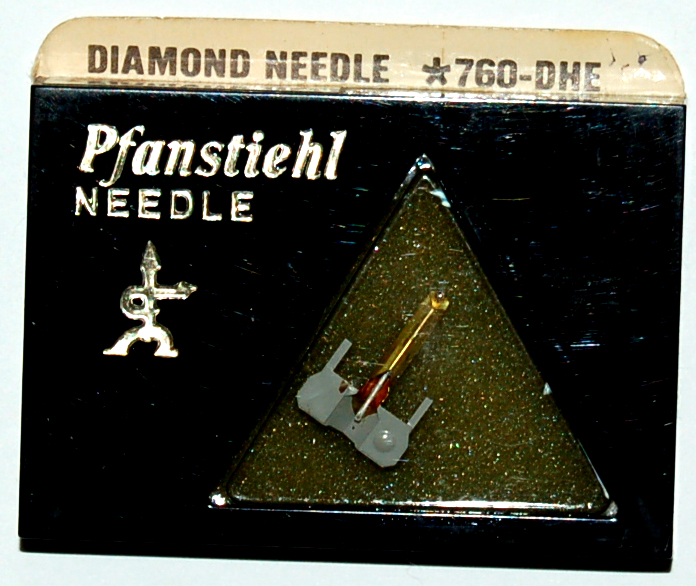 DIAMOND NEEDLE *760-DHE
Pfanstiehl
NEEDLE